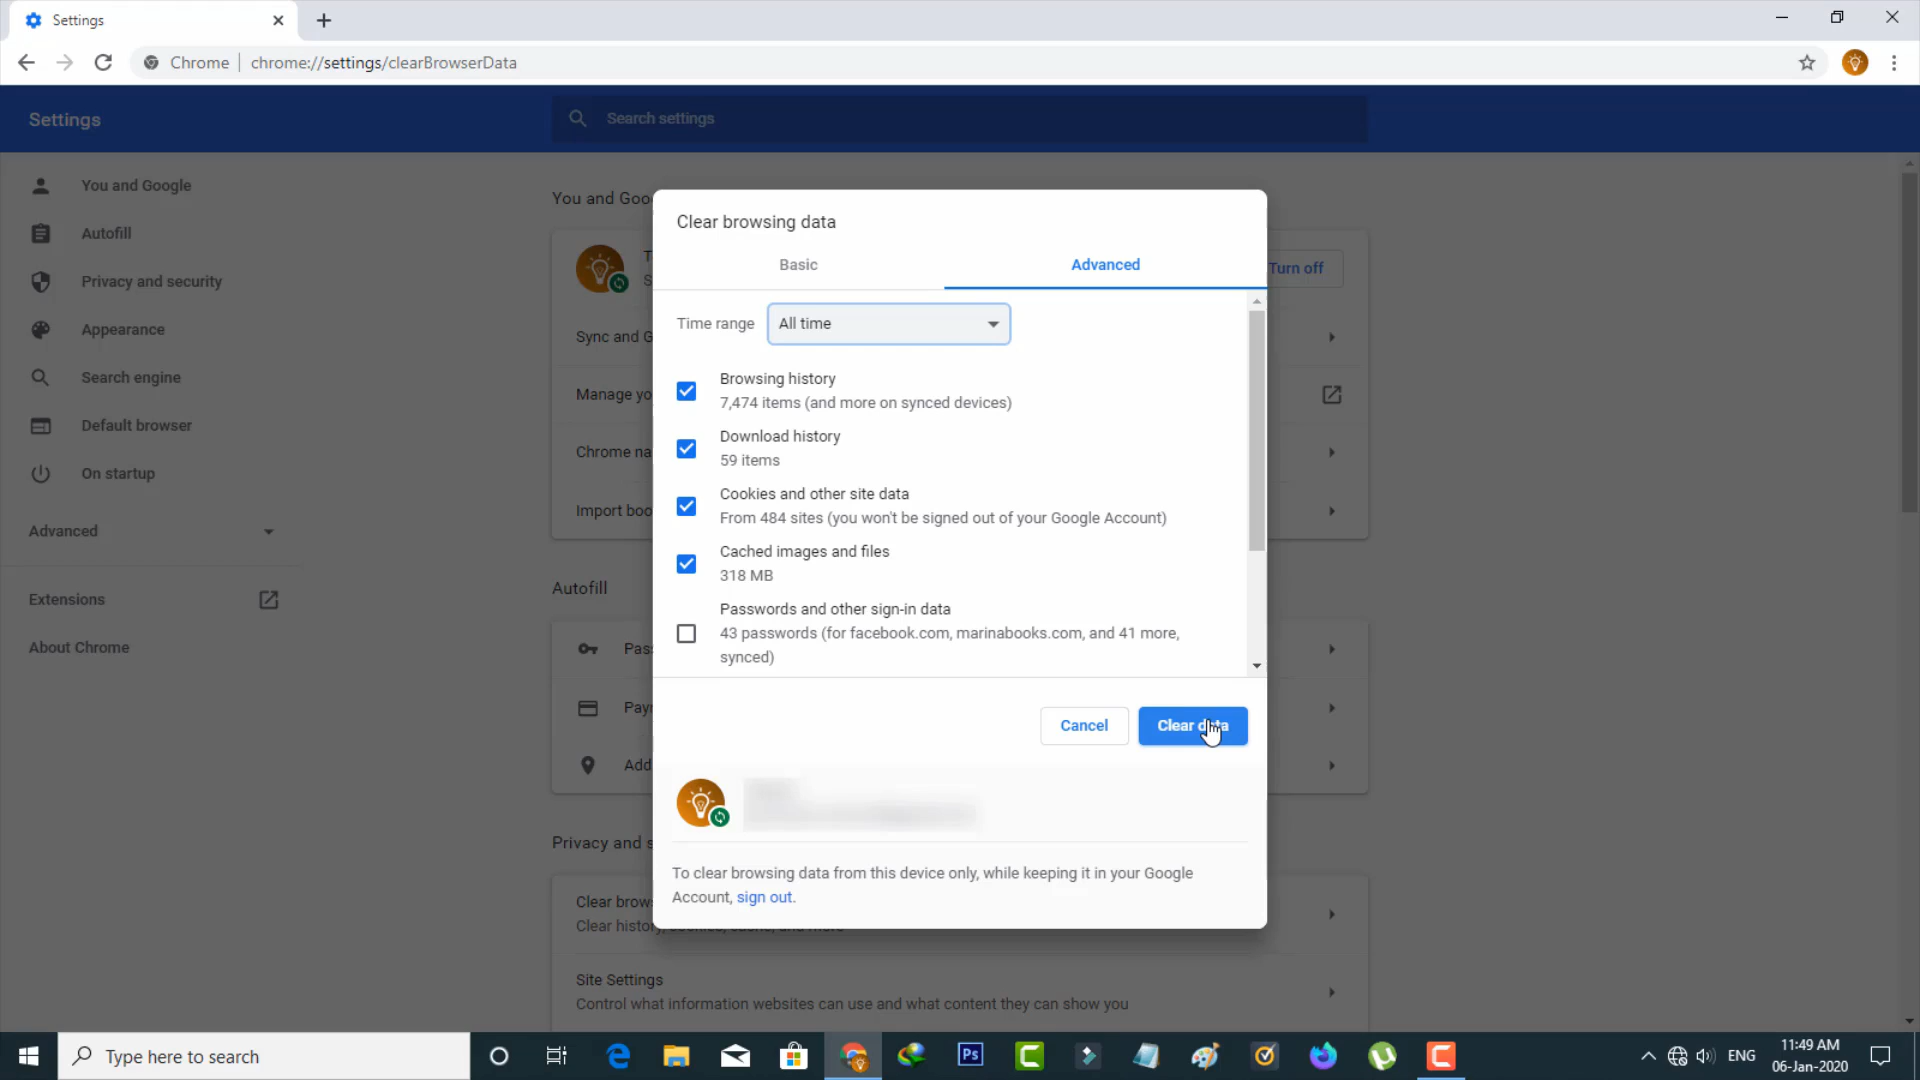 Settings
Chrome
chrome://settings/clearBrowserData
Settings
Search settings
You and Google
Autofill
Privacy and security
Appearance
Search engine
Default browser
On startup
Advanced
Extensions
About Chrome
You and Goo
T
S
Turn off
Sync and G
Manage yo
Chrome na
Import boo
Autofill
Pas
Pay
Add
Privacy and s
Clear brow
Clear history, cookies, cache, and more
Site Settings
Control what information websites can use and what content they can show you
Clear browsing data
Basic
Advanced
Time range
All time
Browsing history
7,474 items (and more on synced devices)
Download history
59 items
Cookies and other site data
From 484 sites (you won't be signed out of your Google Account)
Cached images and files
318 MB
Passwords and other sign-in data
43 passwords (for facebook.com, marinabooks.com, and 41 more,
synced)
Cancel
Clear data
To clear browsing data from this device only, while keeping it in your Google
Account, sign out.
Type here to search
Ps
ENG
11:49 AM
06-Jan-2020